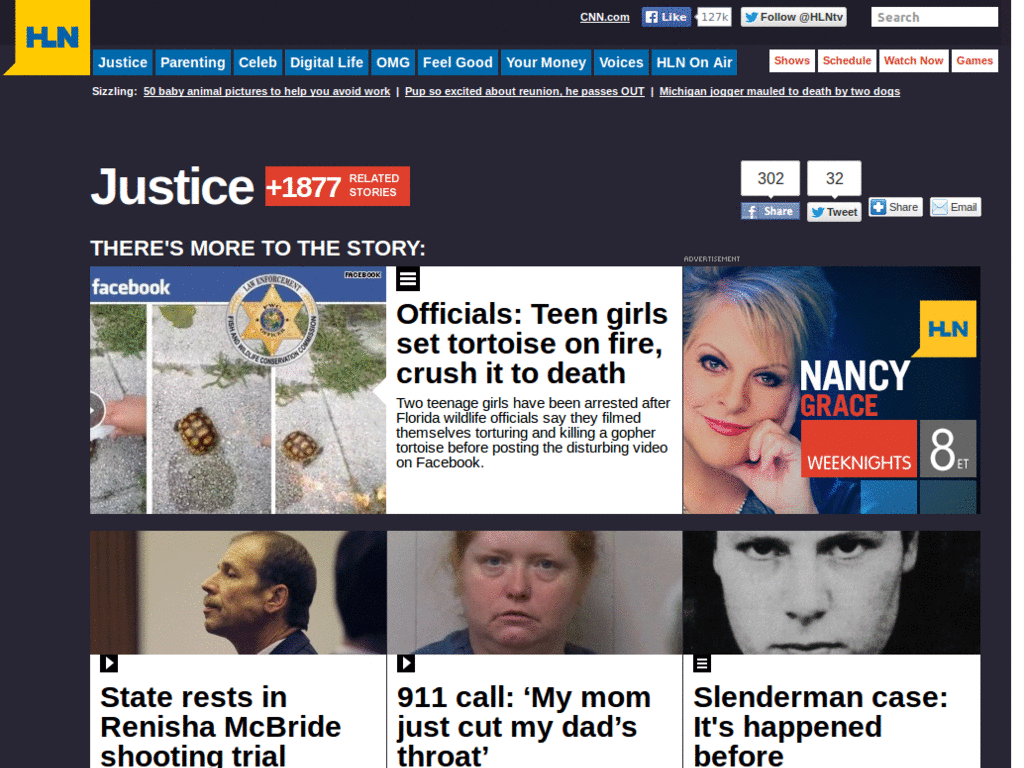 HLN
CNN.com
Like
127k
Follow @HLNtv
Search
Justice
Parenting
Celeb
Digital Life
OMG
Feel Good
Your Money
Voices
HLN On Air
Shows
Schedule
Watch Now
Games
Sizzling: 50 baby animal pictures to help you avoid work | Pup so excited about reunion, he passes OUT | Michigan jogger mauled to death by two dogs
Justice
+1877
RELATED
STORIES
302
32
Share
Tweet
Share
Email
THERE'S MORE TO THE STORY:
ADVERTISEMENT
facebook
FACEBOOK
LAW ENFORCEMENT
FISH AND WILDLIFE CONSERVATION COMMISSION
Officials: Teen girls
set tortoise on fire,
crush it to death
Two teenage girls have been arrested after
Florida wildlife officials say they filmed
themselves torturing and killing a gopher
tortoise before posting the disturbing video
on Facebook.
HLN
NANCY
GRACE
WEEKNIGHTS
8 ET
State rests in
Renisha McBride
shooting trial
911 call: ‘My mom
just cut my dad’s
throat’
Slenderman case:
It's happened
before